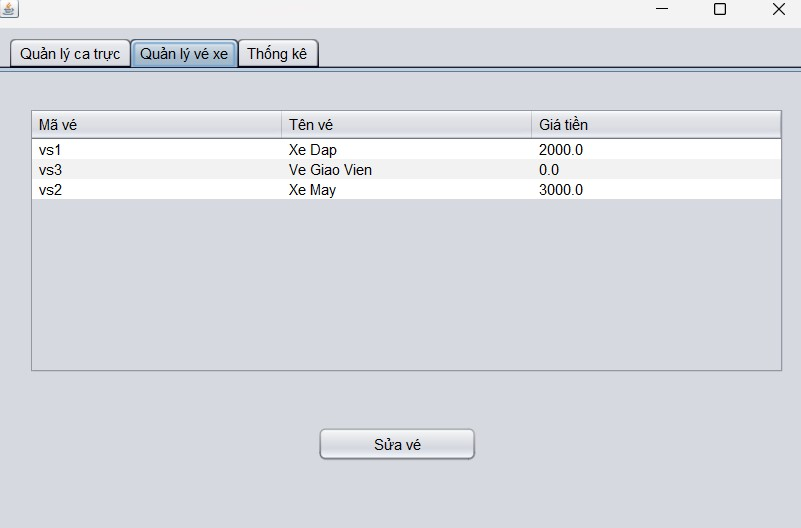 Quản lý ca trực Quản lý vé xe Thống kê
Mã vé Tên vé Giá tiền
vs1 Xe Dap 2000.0
vs3 Ve Giao Vien 0.0
vs2 Xe May 3000.0
Sửa vé